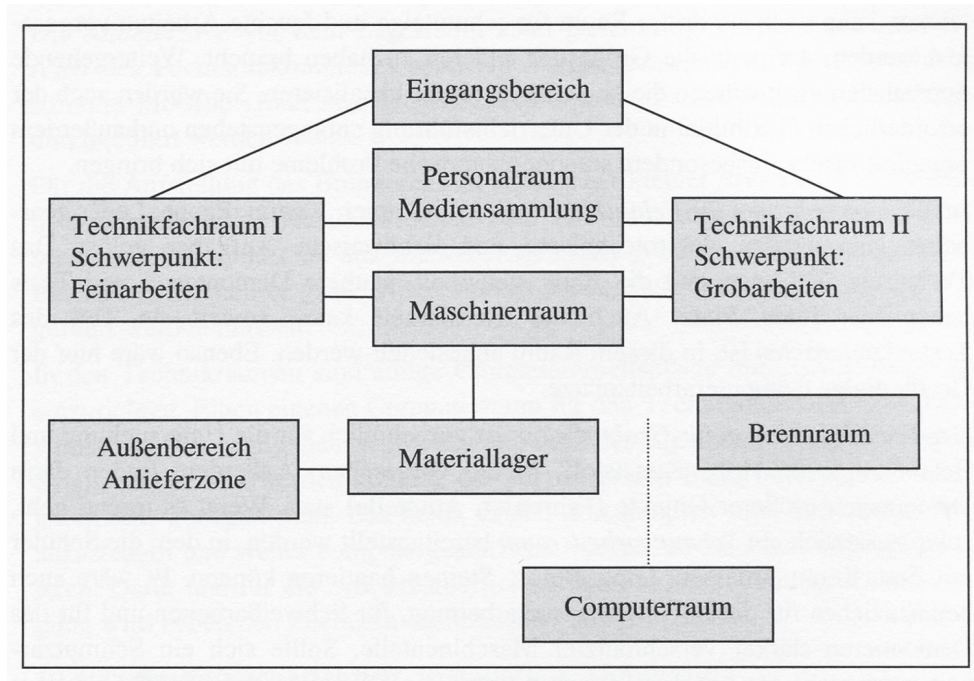 Eingangsbereich
Personalraum
Mediensammlung
Technikfachraum I
Schwerpunkt:
Feinarbeiten
Technikfachraum II
Schwerpunkt:
Grobarbeiten
Maschinenraum
Brennraum
Außenbereich
Anlieferzone
Materiallager
Computerraum